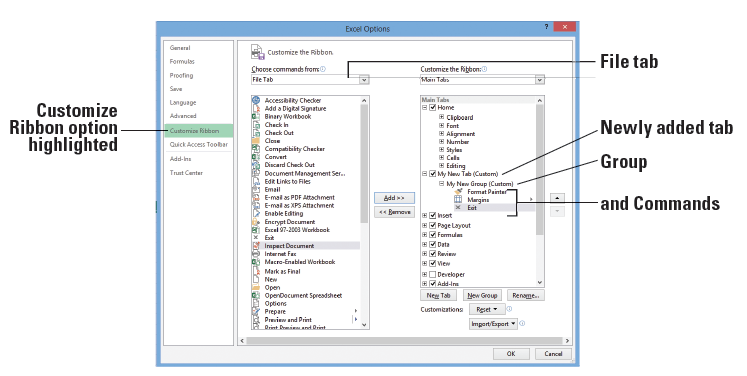 Excel Options
?
×
General
Formulas
Proofing
Save
Language
Advanced
Customize Ribbon
Quick Access Toolbar
Add-Ins
Trust Center
Customize the Ribbon.
Choose commands from:
File Tab
Accessibility Checker
Add a Digital Signature
Binary Workbook
Check In
Check Out
Close
Compatibility Checker
Convert
Discard Check Out
Document Management Ser...
Edit Links to Files
Email
E-mail as PDF Attachment
E-mail as XPS Attachment
Enable Editing
Encrypt Document
Excel 97-2003 Workbook
Exit
Inspect Document
Internet Fax
Macro-Enabled Workbook
Mark as Final
New
Open
OpenDocument Spreadsheet
Options
Prepare
Preview and Print
Print Preview and Print
Add >>
<< Remove
Customize the Ribbon:
Main Tabs
Main Tabs
Home
Clipboard
Font
Alignment
Number
Styles
Cells
Editing
My New Tab (Custom)
My New Group (Custom)
Format Painter
Margins
Exit
Insert
Page Layout
Formulas
Data
Review
View
Developer
Add-Ins
New Tab
New Group
Rename...
Customizations:
Reset
Import/Export
OK
Cancel
Customize
Ribbon option
highlighted
File tab
Newly added tab
Group
and Commands